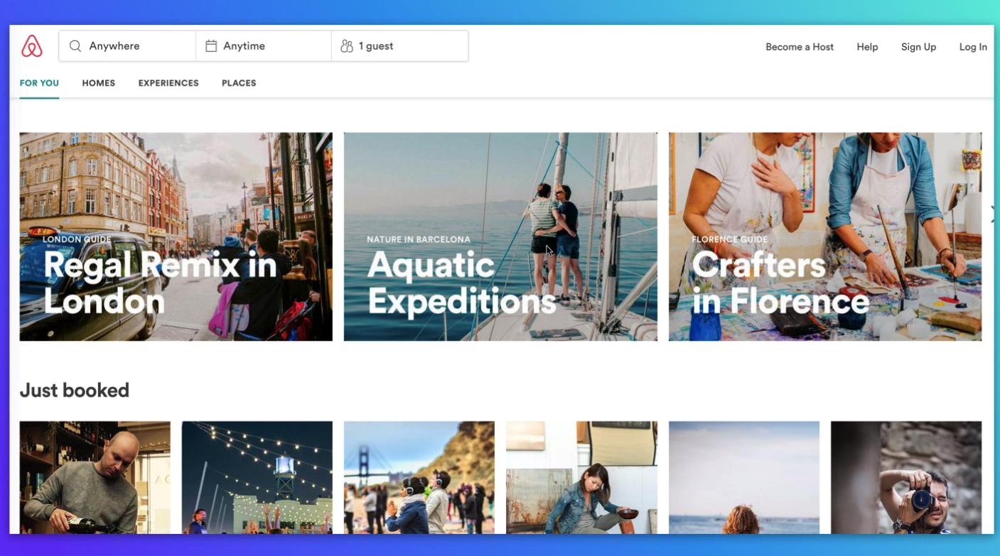 Anywhere
Anytime
1 guest
Become a Host
Help
Sign Up
Log In
FOR YOU
HOMES
EXPERIENCES
PLACES
TAXI
LONDON GUIDE
Regal Remix in
London
NATURE IN BARCELONA
Aquatic
Expeditions
FLORENCE GUIDE
Crafters
in Florence
Just booked